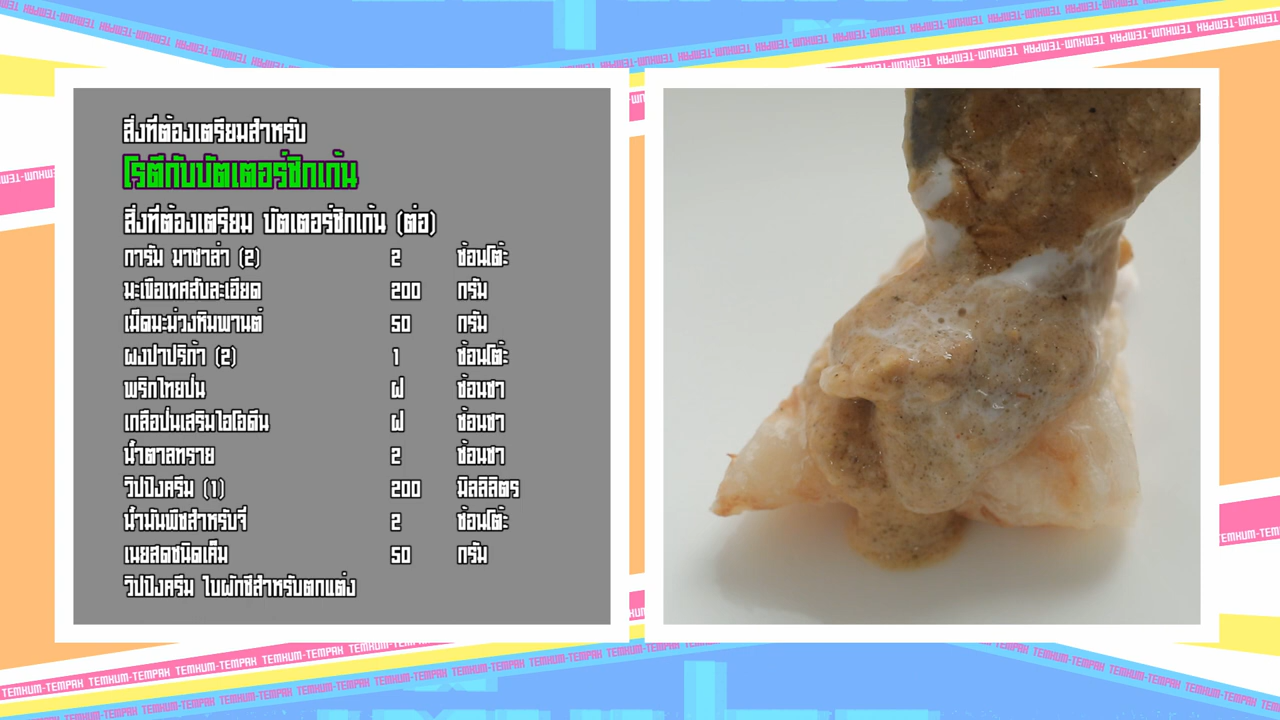 สิ่งที่ต้องเตรียมสำหรับ
โรตีกับบัตเตอร์ชิกเก้น
สิ่งที่ต้องเตรียม บัตเตอร์ชิกเก้น (ต่อ)
การัม มาซาล่า (2) 2 ช้อนโต๊ะ
มะเขือเทศสับละเอียด 200 กรัม
เม็ดมะม่วงหิมพานต์ 50 กรัม
ผงปาปริก้า (2) 1 ช้อนโต๊ะ
พริกไทยป่น ฝ ช้อนชา
เกลือป่นเสริมไอโอดีน ฝ ช้อนชา
น้ำตาลทราย 2 ช้อนชา
วิปปิงครีม (1) 200 มิลลิลิตร
น้ำมันพืชสำหรับจี่ 2 ช้อนโต๊ะ
เนยสดชนิดเค็ม 50 กรัม
วิปปิงครีม ใบผักชีสำหรับตกแต่ง
TEMKUM-TEMPAK